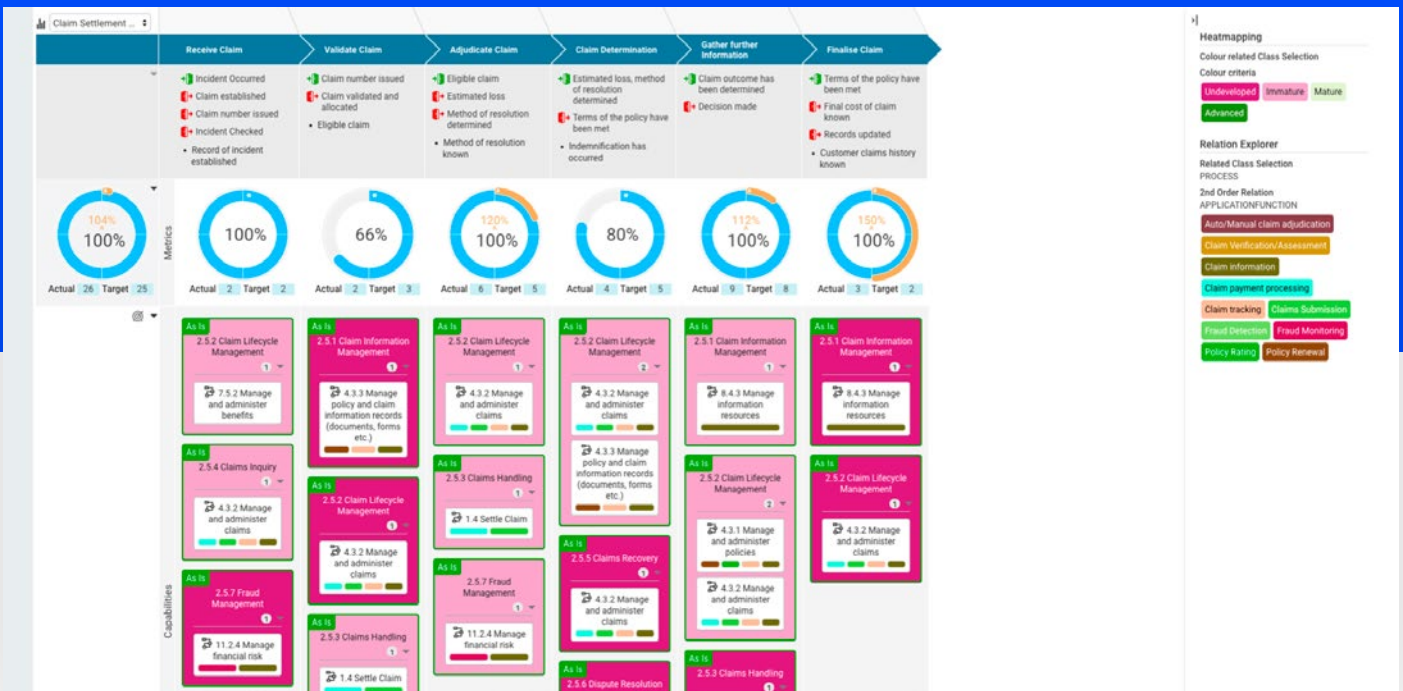 Claim Settlement ...
Receive Claim
Validate Claim
Adjudicate Claim
Claim Determination
Gather further
Information
Finalise Claim
Incident Occurred
Claim established
Claim number issued
Incident Checked
Record of incident
established
Claim number issued
Claim validated and
allocated
Eligible claim
Eligible claim
Estimated loss
Method of resolution
determined
Method of resolution
known
Estimated loss, method
of resolution
determined
Terms of the policy have
been met
Indemnification has
occurred
Claim outcome has
been determined
Decision made
Terms of the policy have
been met
Final cost of claim
known
Records updated
Customer claims history
known
Metrics
104%
100%
Actual 26 Target 25
100%
Actual 2 Target 2
66%
Actual 2 Target 3
120%
100%
Actual 6 Target 5
80%
Actual 4 Target 5
112%
100%
Actual 9 Target 8
150%
100%
Actual 3 Target 2
Capabilities
As Is
2.5.2 Claim Lifecycle
Management
1
7.5.2 Manage
and administer
benefits
As Is
2.5.4 Claims Inquiry
1
4.3.2 Manage
and administer
claims
As Is
2.5.7 Fraud
Management
1
11.2.4 Manage
financial risk
As Is
2.5.1 Claim Information
Management
1
4.3.3 Manage
policy and claim
information records
(documents, forms
etc.)
As Is
2.5.2 Claim Lifecycle
Management
1
4.3.2 Manage
and administer
claims
As Is
2.5.3 Claims Handling
1
1.4 Settle Claim
As Is
2.5.2 Claim Lifecycle
Management
1
4.3.2 Manage
and administer
claims
As Is
2.5.3 Claims Handling
1
1.4 Settle Claim
As Is
2.5.7 Fraud
Management
1
11.2.4 Manage
financial risk
As Is
2.5.2 Claim Lifecycle
Management
2
4.3.2 Manage
and administer
claims
4.3.3 Manage
policy and claim
information records
(documents, forms
etc.)
As Is
2.5.5 Claims Recovery
1
4.3.2 Manage
and administer
claims
As Is
2.5.6 Dispute Resolution
As Is
2.5.1 Claim Information
Management
1
8.4.3 Manage
information
resources
As Is
2.5.2 Claim Lifecycle
Management
2
4.3.1 Manage
and administer
policies
4.3.2 Manage
and administer
claims
As Is
2.5.3 Claims Handling
1
As Is
2.5.1 Claim Information
Management
1
8.4.3 Manage
information
resources
As Is
2.5.2 Claim Lifecycle
Management
1
4.3.2 Manage
and administer
claims
Heatmapping
Colour related Class Selection
Colour criteria
Undeveloped Immature Mature
Advanced
Relation Explorer
Related Class Selection
PROCESS
2nd Order Relation
APPLICATIONFUNCTION
Auto/Manual claim adjudication
Claim Verification/Assessment
Claim information
Claim payment processing
Claim tracking Claims Submission
Fraud Detection Fraud Monitoring
Policy Rating Policy Renewal